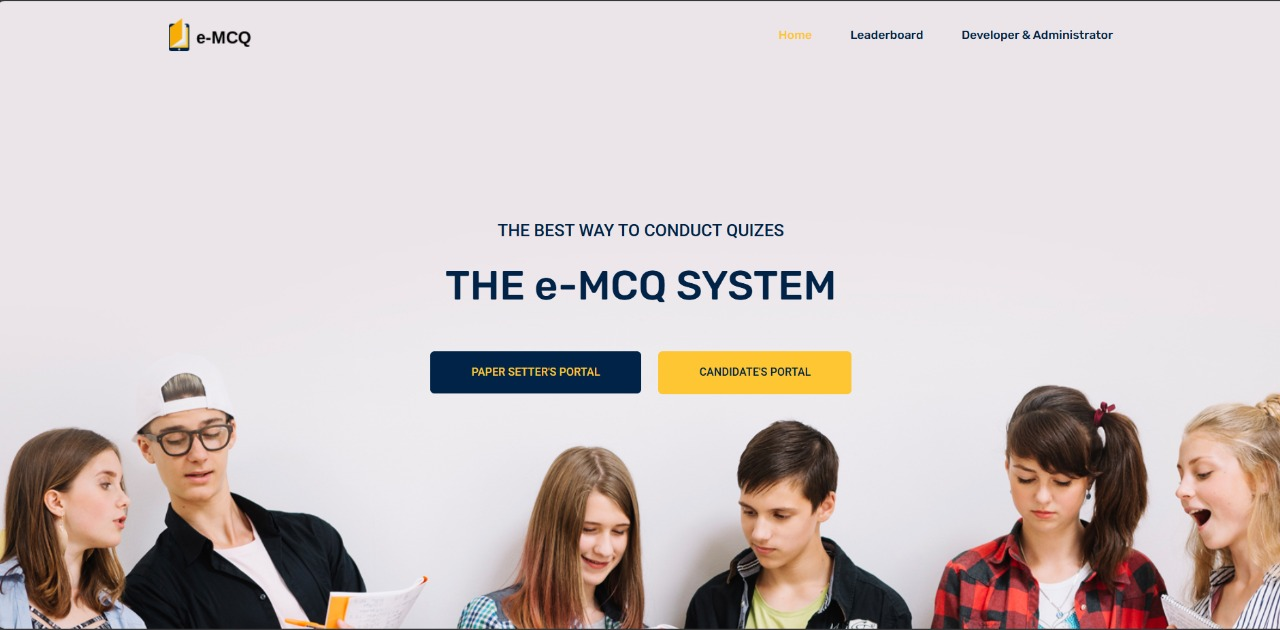 e-MCQ
Home Leaderboard Developer & Administrator
THE BEST WAY TO CONDUCT QUIZES
THE e-MCQ SYSTEM
PAPER SETTER'S PORTAL CANDIDATE'S PORTAL